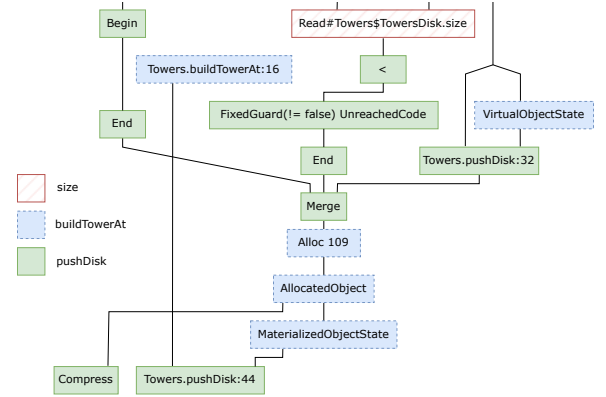 Begin
Read#Towers$TowersDisk.size
Towers.buildTowerAt:16
<
FixedGuard(!= false) UnreachedCode
VirtualObjectState
End
End
Towers.pushDisk:32
size
Merge
buildTowerAt
Alloc 109
pushDisk
AllocatedObject
MaterializedObjectState
Compress
Towers.pushDisk:44